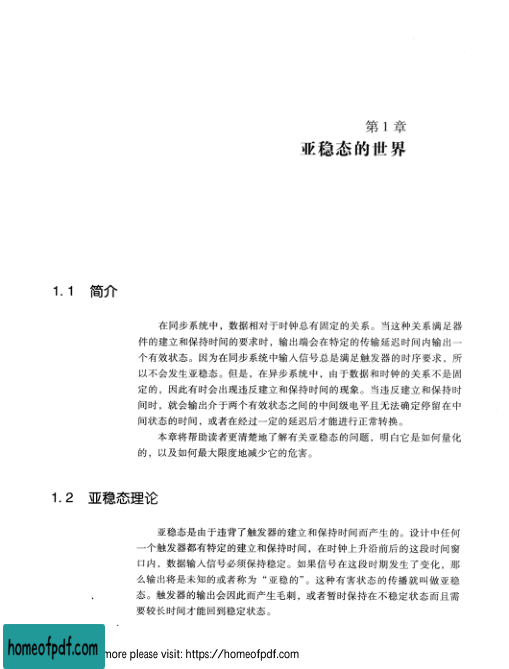 第 1 章
亚稳态的世界
1.1 简介
在同步系统中，数据相对于时钟总有固定的关系。当这种关系满足器
件的建立和保持时间的要求时，输出端会在特定的传输延迟时间内输出一
个有效状态。因为在同步系统中输入信号总是满足触发器的时序要求，所
以不会发生亚稳态。但是，在异步系统中，由于数据和时钟的关系不是固
定的，因此有时会出现违反建立和保持时间的现象。当违反建立和保持时
间时，就会输出介于两个有效状态之间的中间级电平且无法确定停留在中
间状态的时间，或者在经过一定的延迟后才能进行正常转换。
本章将帮助读者更清楚地了解有关亚稳态的问题，明白它是如何量化
的，以及如何最大限度地减少它的危害。
1.2 亚稳态理论
亚稳态是由于违背了触发器的建立和保持时间而产生的。设计中任何
一个触发器都有特定的建立和保持时间，在时钟上升沿前后的这段时间窗
口内，数据输入信号必须保持稳定。如果信号在这段时期发生了变化，那
么输出将是未知的或者称为“亚稳的”。这种有害状态的传播就叫做亚稳
态。触发器的输出会因此而产生毛刺，或者暂时保持在不稳定状态而且需
要较长时间才能回到稳定状态。
homeofpdf.com more please visit: https://homeofpdf.com